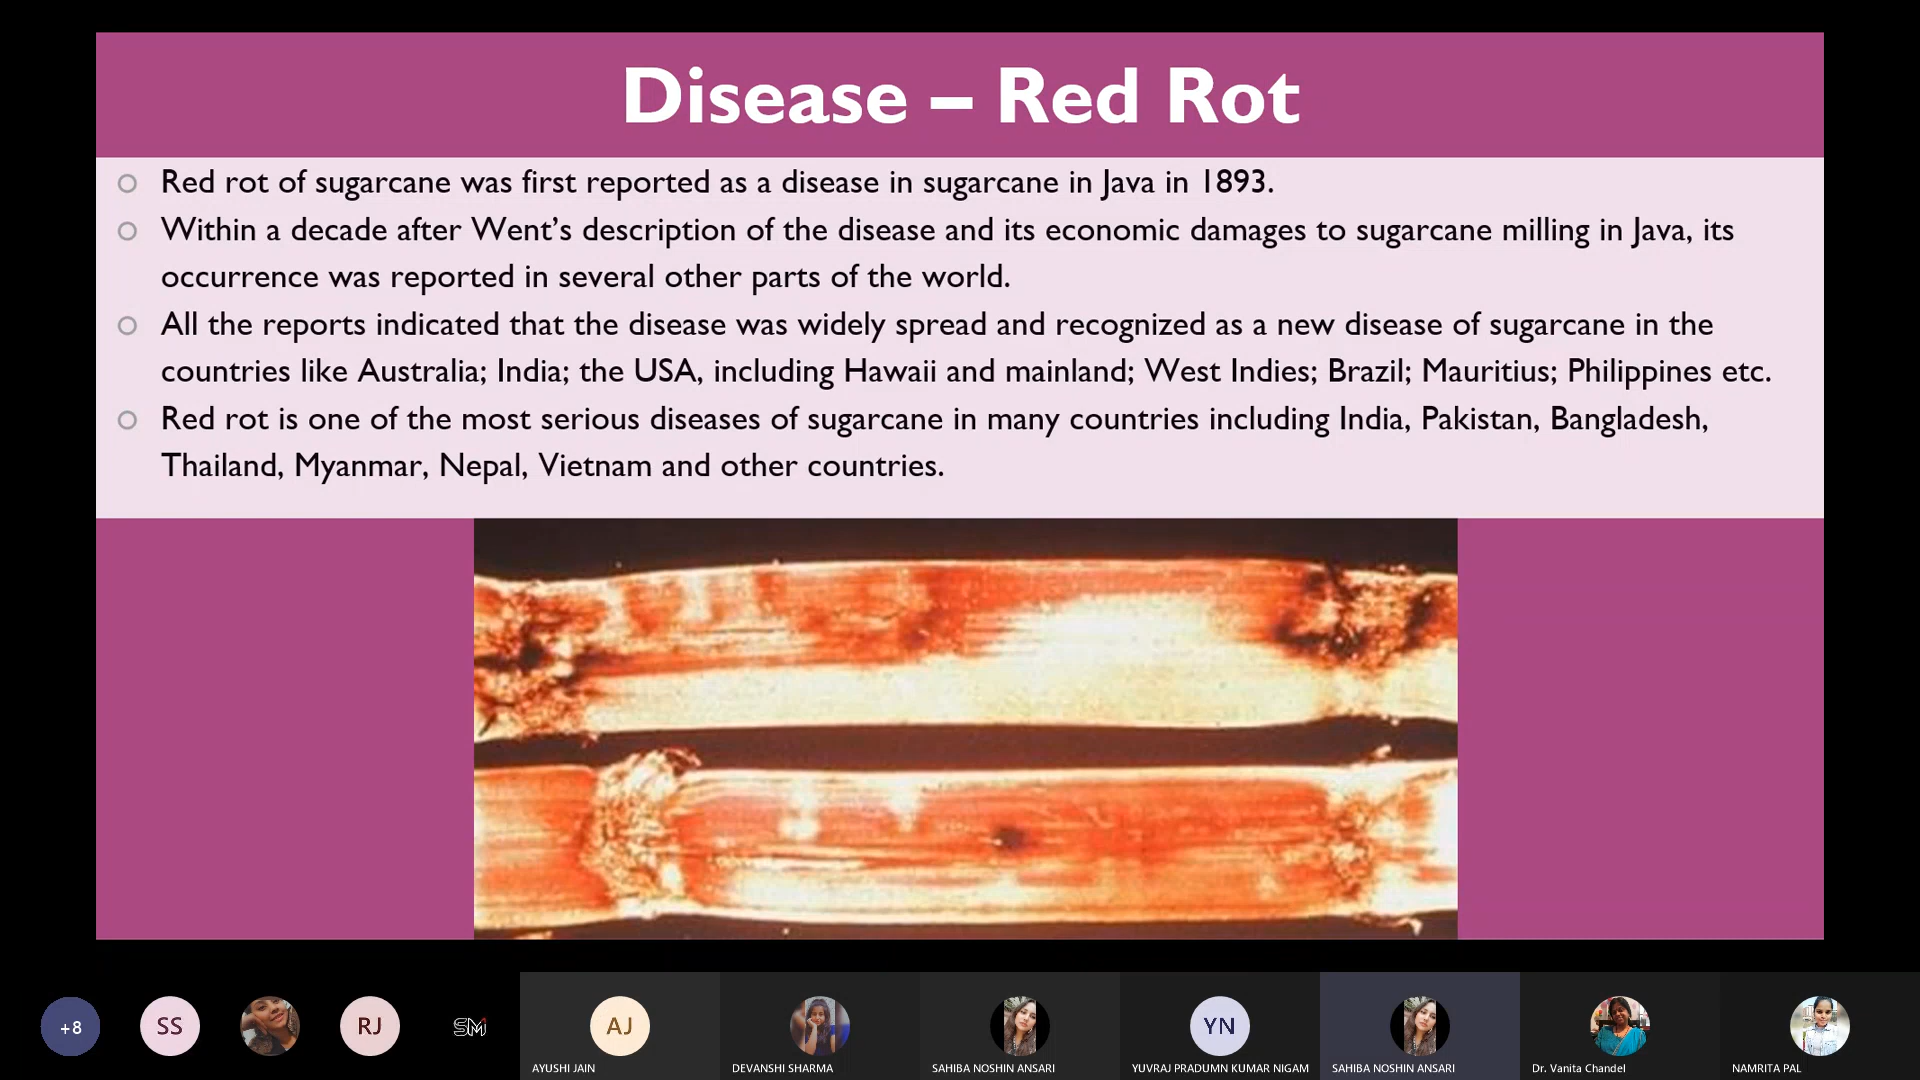 Disease – Red Rot
Red rot of sugarcane was first reported as a disease in sugarcane in Java in 1893.
Within a decade after Went’s description of the disease and its economic damages to sugarcane milling in Java, its
occurrence was reported in several other parts of the world.
All the reports indicated that the disease was widely spread and recognized as a new disease of sugarcane in the
countries like Australia; India; the USA, including Hawaii and mainland; West Indies; Brazil; Mauritius; Philippines etc.
Red rot is one of the most serious diseases of sugarcane in many countries including India, Pakistan, Bangladesh,
Thailand, Myanmar, Nepal, Vietnam and other countries.
+8
SS
RJ
SM
AJ
YN
AYUSHI JAIN
DEVANSHI SHARMA
SAHIBA NOSHIN ANSARI
YUVRAJ PRADUMN KUMAR NIGAM
SAHIBA NOSHIN ANSARI
Dr. Vanita Chandel
NAMRITA PAL